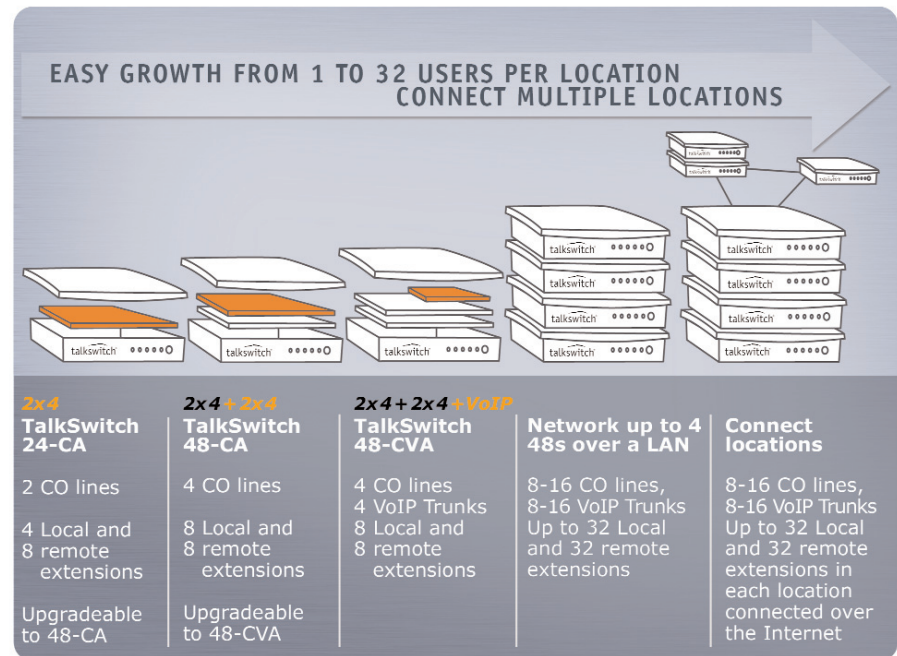 EASY GROWTH FROM 1 TO 32 USERS PER LOCATION
CONNECT MULTIPLE LOCATIONS
talkswitch
talkswitch
talkswitch
talkswitch
talkswitch
talkswitch
talkswitch
talkswitch
talkswitch
talkswitch
talkswitch
talkswitch
talkswitch
talkswitch
2x4
TalkSwitch
24-CA
2 CO lines
4 Local and
8 remote
extensions
Upgradeable
to 48-CA
2x4+2x4
TalkSwitch
48-CA
4 CO lines
8 Local and
8 remote
extensions
Upgradeable
to 48-CVA
2x4+2x4+VoIP
TalkSwitch
48-CVA
4 CO lines
4 VoIP Trunks
8 Local and
8 remote
extensions
Network up to 4
48s over a LAN
8-16 CO lines,
8-16 VoIP Trunks
Up to 32 Local
and 32 remote
extensions
Connect
locations
8-16 CO lines,
8-16 VoIP Trunks
Up to 32 Local
and 32 remote
extensions in
each location
connected over
the Internet